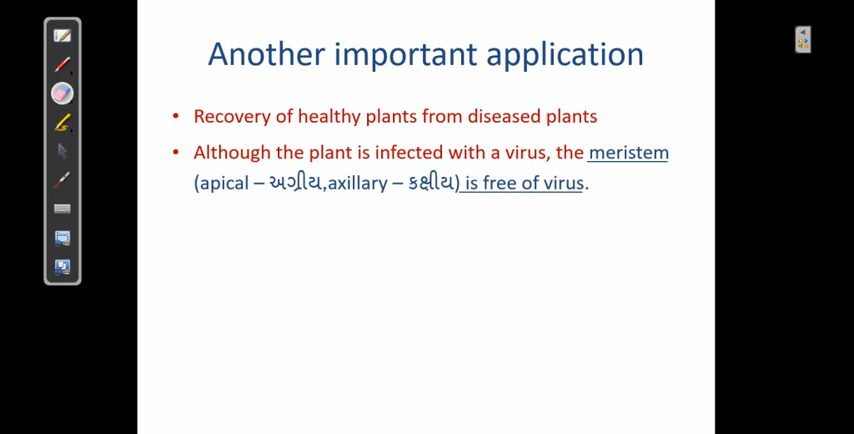 Another important application
• Recovery of healthy plants from diseased plants
• Although the plant is infected with a virus, the meristem
(apical – અગ્રીય,axillary – કક્ષીય) is free of virus.